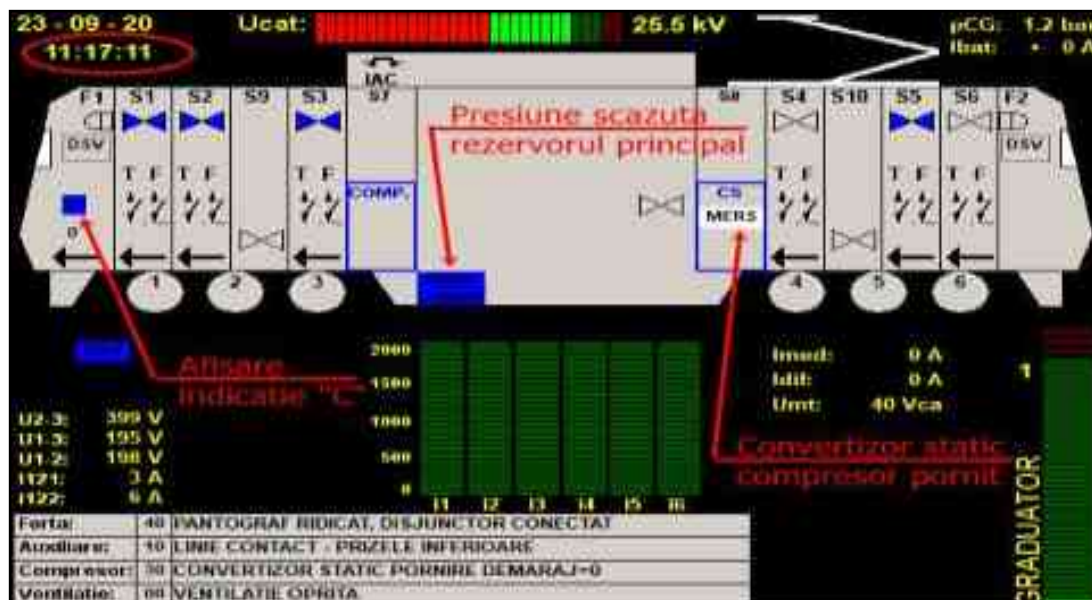 23 - 09 - 20 Ucat: 25.5 kV pCG: 1.2 bar
11:17:11 Ibat: • 0 A
IAC
F1 S1 S2 S9 S3 S7 S8 S4 S10 S5 S6 F2
Presiune scazuta
rezervorul principal
DSV DSV
T F T F T F T F T F T F
COMP. CS
MERS
0
1 2 3 4 5 6
Afisare
indicatie "C"
2000
1500
1000
500
0
I1 I2 I3 I4 I5 I6
Imed: 0 A
Idif: 0 A
Umt: 40 Vca
1
U2-3: 399 V
U1-3: 195 V
U1-2: 198 V
I121: 3 A
I122: 6 A
Convertizor static
compresor pornit
GRADUATOR
Forta: 40 PANTOGRAF RIDICAT, DISJUNCTOR CONECTAT
Auxiliare: 10 LINIE CONTACT - PRIZELE INFERIOARE
Compresor: 30 CONVERTIZOR STATIC PORNIRE DEMARAJ=0
Ventilatie: 00 VENTILATIE OPRITA